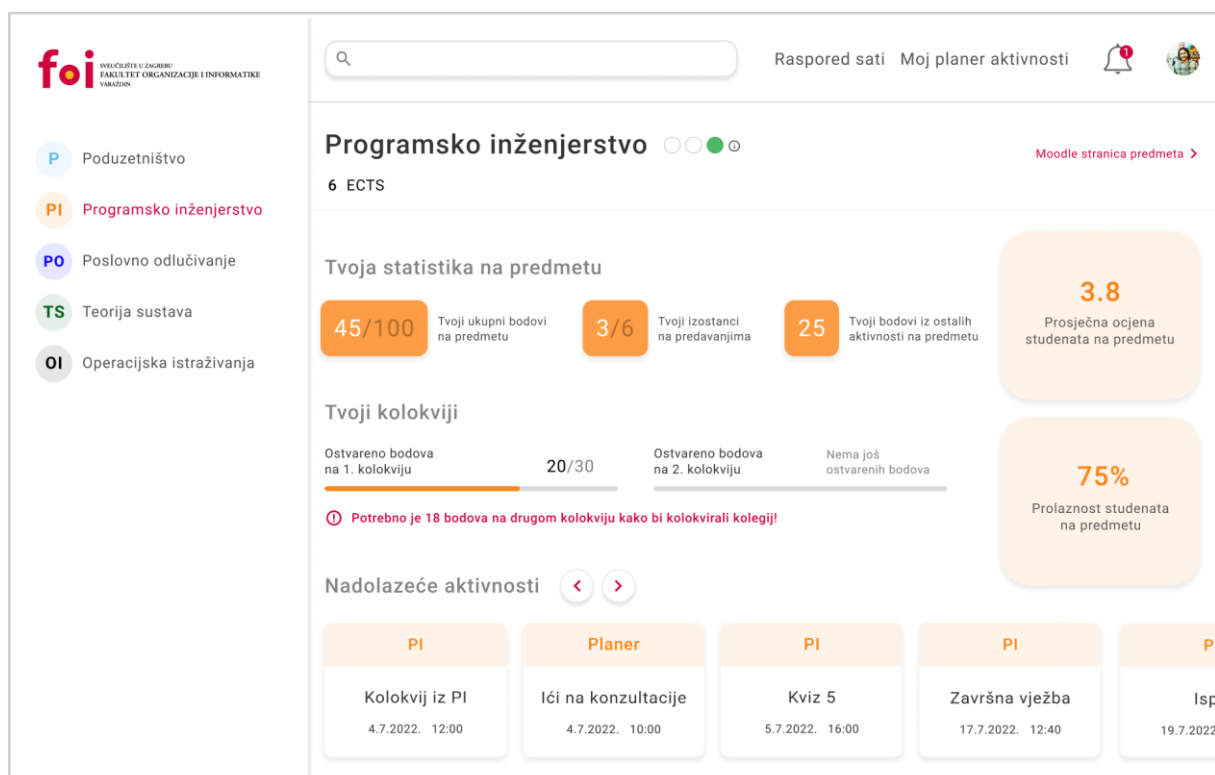 foi
SVEUČILIŠTE U ZAGREBU
FAKULTET ORGANIZACIJE I INFORMATIKE
VARAŽDIN
Raspored sati
Moj planer aktivnosti
1
P
Poduzetništvo
PI
Programsko inženjerstvo
PO
Poslovno odlučivanje
TS
Teorija sustava
OI
Operacijska istraživanja
Programsko inženjerstvo
6 ECTS
Moodle stranica predmeta
Tvoja statistika na predmetu
45/100
Tvoji ukupni bodovi
na predmetu
3/6
Tvoji izostanci
na predavanjima
25
Tvoji bodovi iz ostalih
aktivnosti na predmetu
3.8
Prosječna ocjena
studenata na predmetu
Tvoji kolokviji
Ostvareno bodova
na 1. kolokviju
20/30
Ostvareno bodova
na 2. kolokviju
Nema još
ostvarenih bodova
Potrebno je 18 bodova na drugom kolokviju kako bi kolokvirali kolegij!
75%
Prolaznost studenata
na predmetu
Nadolazeće aktivnosti
PI
Kolokvij iz PI
4.7.2022. 12:00
Planer
Ići na konzultacije
4.7.2022. 10:00
PI
Kviz 5
5.7.2022. 16:00
PI
Završna vježba
17.7.2022. 12:40
P
Isp
19.7.2022